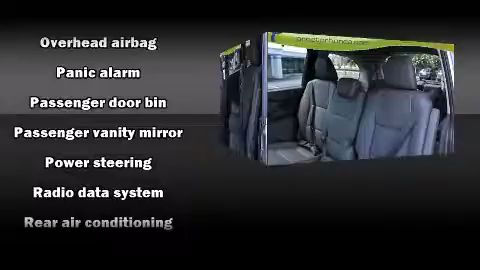 Overhead airbag
Panic alarm
Passenger door bin
Passenger vanity mirror
Power steering
Radio data system
Rear air conditioning